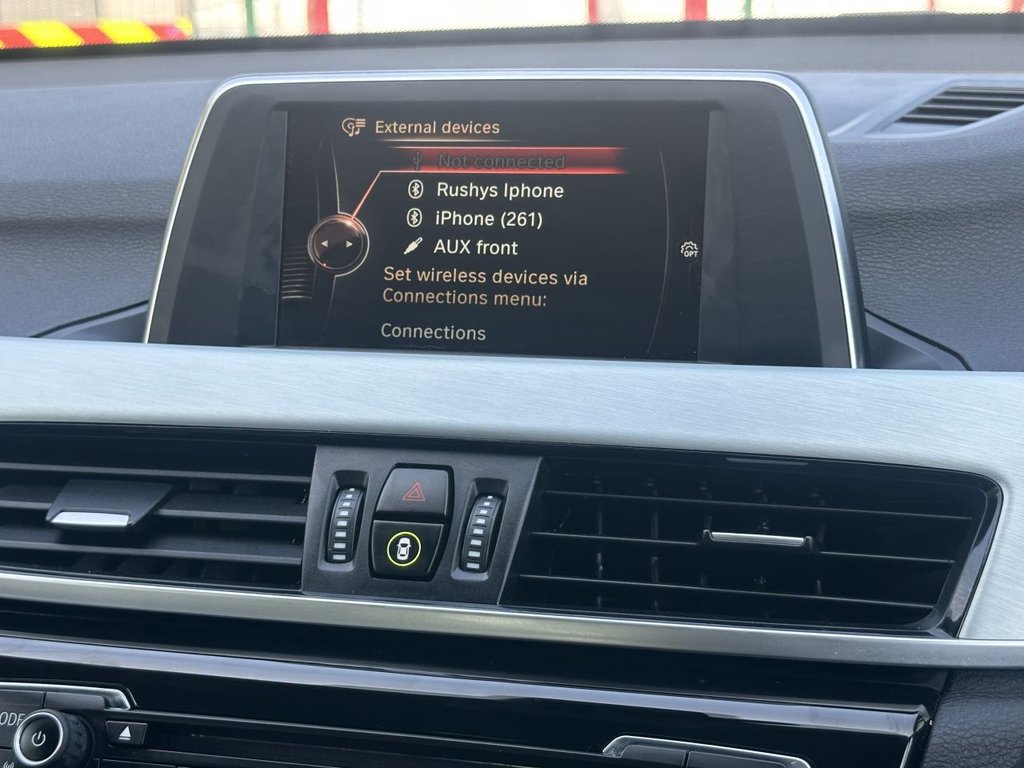 External devices
Not connected
Rushys Iphone
iPhone (261)
AUX front
OPT
Set wireless devices via
Connections menu:
Connections